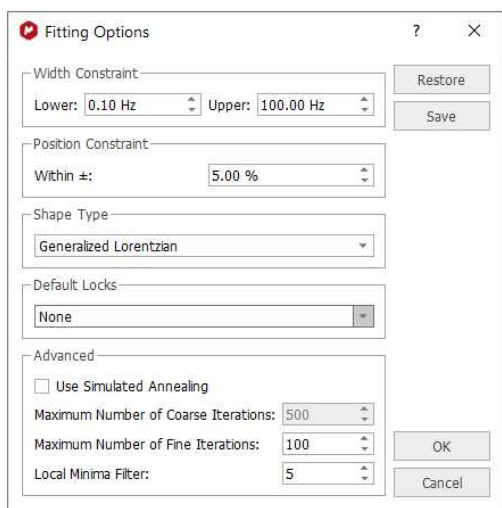 Fitting Options ? X
Width Constraint
Restore
Lower: 0.10 Hz Upper: 100.00 Hz
Save
Position Constraint
Within ±: 5.00 %
Shape Type
Generalized Lorentzian
Default Locks
None
Advanced
Use Simulated Annealing
Maximum Number of Coarse Iterations: 500
Maximum Number of Fine Iterations: 100
OK
Local Minima Filter: 5
Cancel